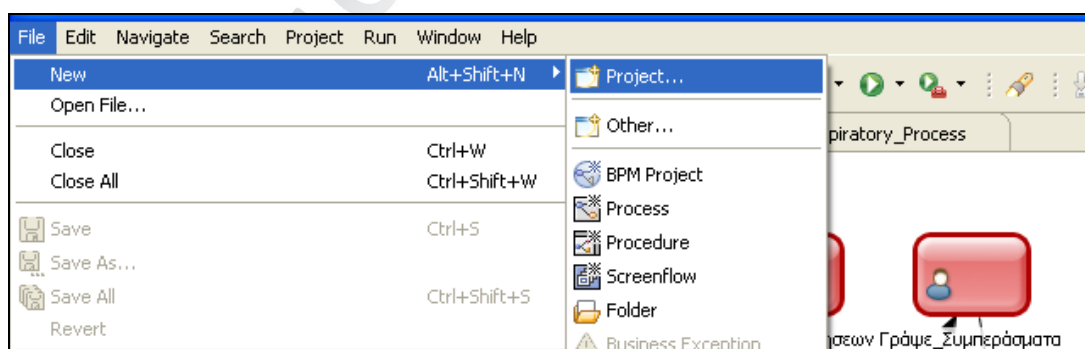 File Edit Navigate Search Project Run Window Help
New Alt+Shift+N
Open File...
Close Ctrl+W
Close All Ctrl+Shift+W
Save Ctrl+S
Save As...
Save All Ctrl+Shift+S
Revert
Project...
Other...
BPM Project
Process
Procedure
Screenflow
Folder
Business Exception
piratory_Process
ήσεων Γράψε_Συμπεράσματα